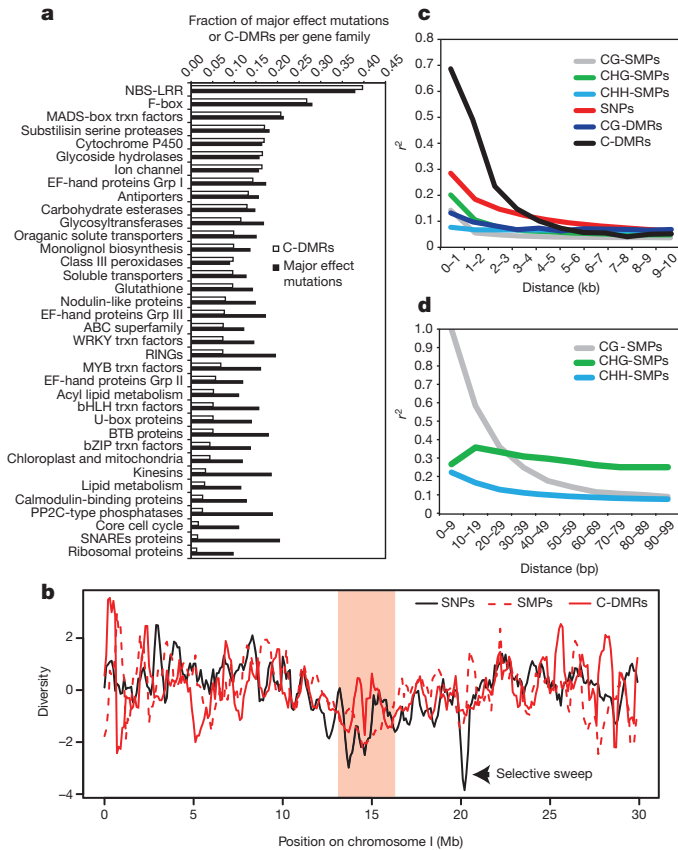 a
Fraction of major effect mutations
or C-DMRs per gene family
0.00
0.05
0.10
0.15
0.20
0.25
0.30
0.35
0.40
0.45
NBS-LRR
F-box
MADS-box trxn factors
Substilisin serine proteases
Cytochrome P450
Glycoside hydrolases
Ion channel
EF-hand proteins Grp I
Antiporters
Carbohydrate esterases
Glycosyltransferases
Oraganic solute transporters
Monolignol biosynthesis
Class III peroxidases
Soluble transporters
Glutathione
Nodulin-like proteins
EF-hand proteins Grp III
ABC superfamily
WRKY trxn factors
RINGs
MYB trxn factors
EF-hand proteins Grp II
Acyl lipid metabolism
bHLH trxn factors
U-box proteins
BTB proteins
bZIP trxn factors
Chloroplast and mitochondria
Kinesins
Lipid metabolism
Calmodulin-binding proteins
PP2C-type phosphatases
Core cell cycle
SNAREs proteins
Ribosomal proteins
C-DMRs
Major effect
mutations
c
CG-SMPs
CHG-SMPs
CHH-SMPs
SNPs
CG-DMRs
C-DMRs
r²
0.8
0.7
0.6
0.5
0.4
0.3
0.2
0.1
0
0–1
1–2
2–3
3–4
4–5
5–6
6–7
7–8
8–9
9–10
Distance (kb)
d
CG-SMPs
CHG-SMPs
CHH-SMPs
r²
1.0
0.9
0.8
0.7
0.6
0.5
0.4
0.3
0.2
0.1
0
0–9
10–19
20–29
30–39
40–49
50–59
60–69
70–79
80–89
90–99
Distance (bp)
b
SNPs
SMPs
C-DMRs
Diversity
2
0
–2
–4
Selective sweep
0
5
10
15
20
25
30
Position on chromosome I (Mb)